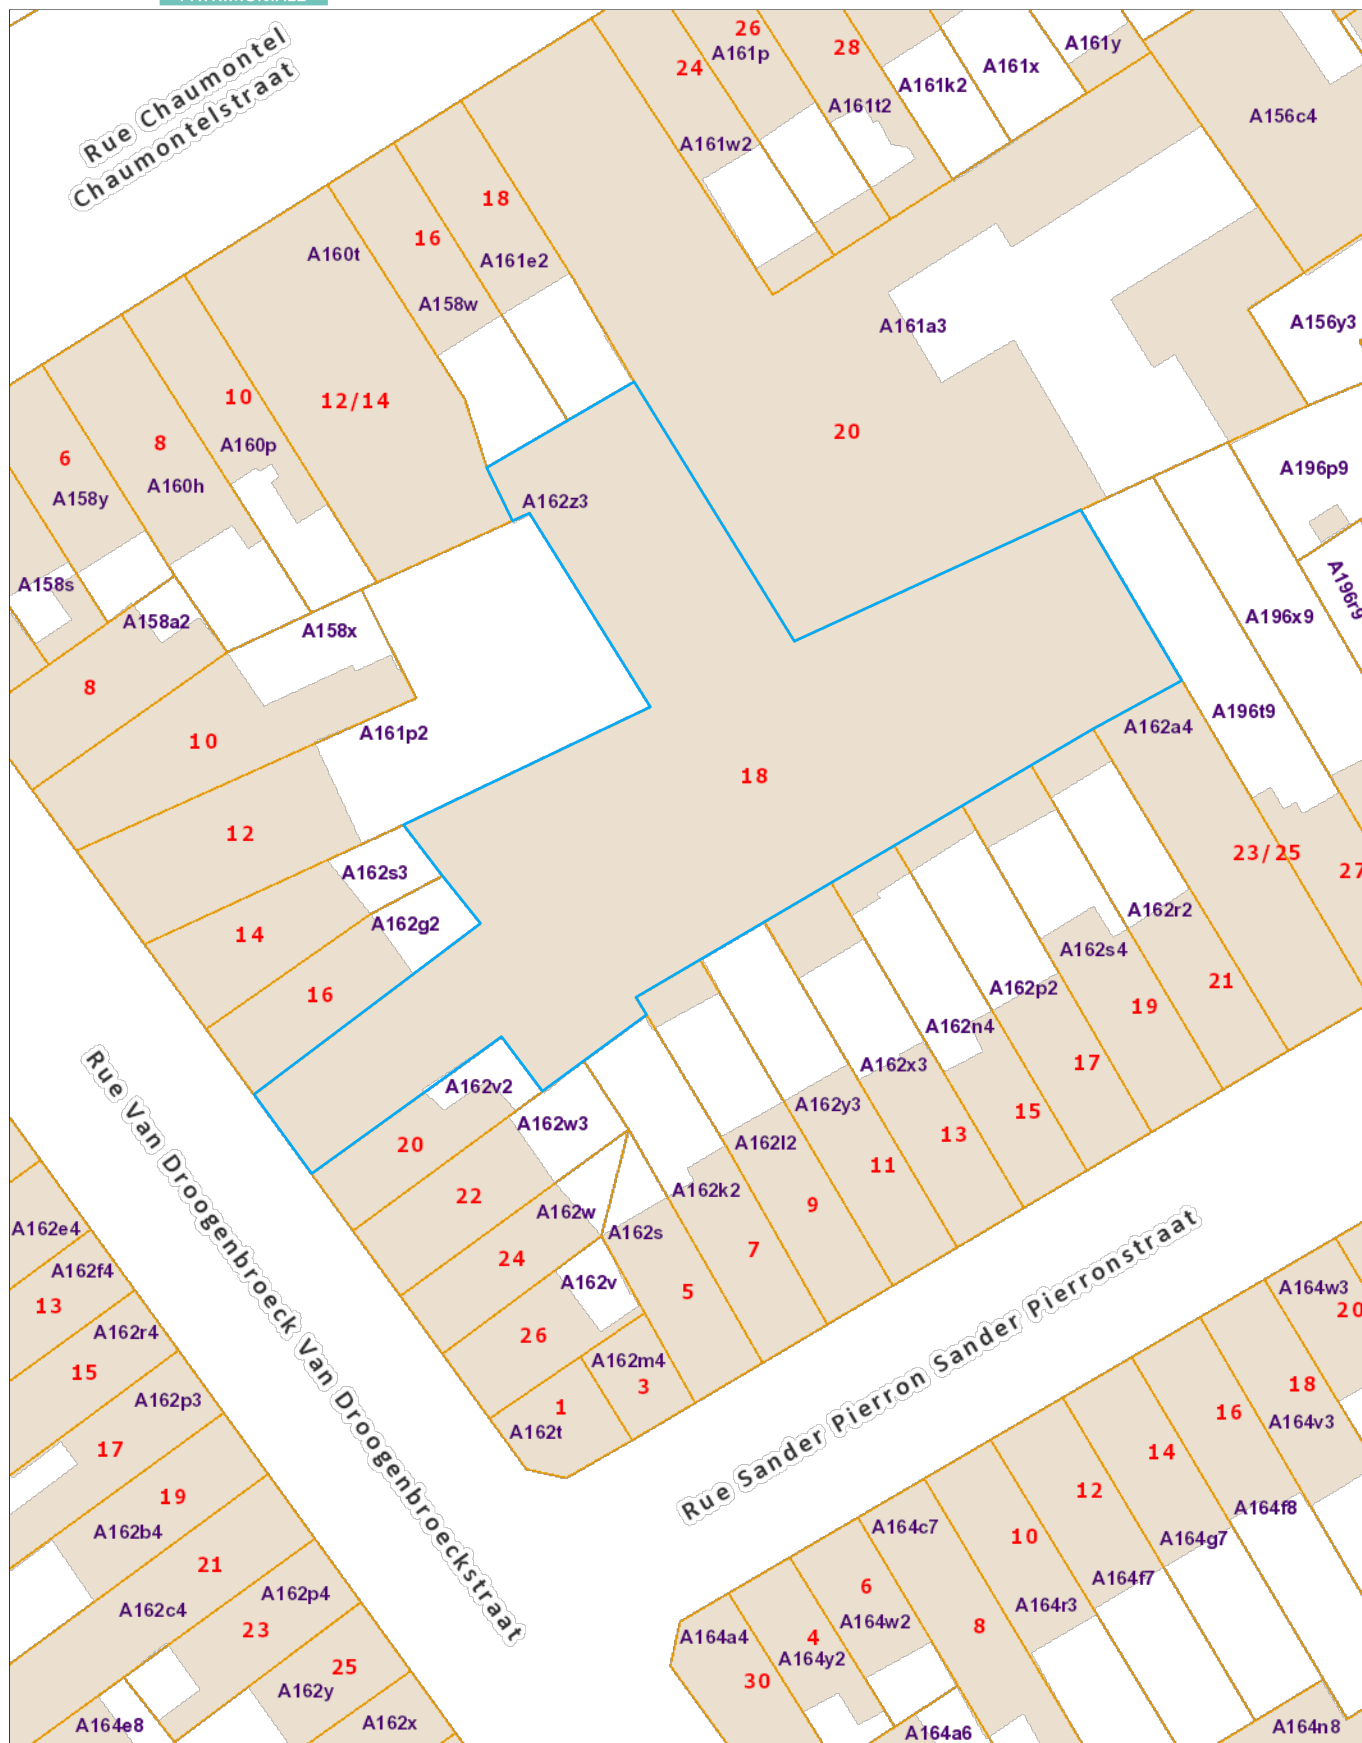 Rue Chaumontel
Chaumontelstraat
26
A161p
24
28
A161y
A161x
A161k2
A161t2
A161w2
A156c4
18
16
A160t
A161e2
A158w
A161a3
A156y3
10
12/14
20
6
8
A160p
A158y
A160h
A162z3
A196p9
A158s
A158a2
A158x
A196x9
A196r9
8
10
A161p2
A196t9
A162a4
18
12
23/25
27
A162s3
14
A162g2
A162r2
A162s4
16
A162p2
21
19
A162n4
17
A162x3
Rue Van Droogenbroeck Van Droogenbroeckstraat
A162v2
A162w3
A162y3
15
20
A162l2
13
11
22
A162k2
9
A162w
A162s
7
24
A162v
5
26
A162m4
3
1
A162t
Rue Sander Pierron Sander Pierronstraat
A162e4
A162f4
13
A162r4
15
A162p3
17
19
A162b4
21
A162p4
A162c4
23
25
A162y
A162x
A164e8
A164w3
20
18
16
A164v3
14
12
A164f8
10
A164g7
A164c7
6
A164f7
A164r3
8
A164w2
4
A164y2
A164a4
30
A164a6
A164n8